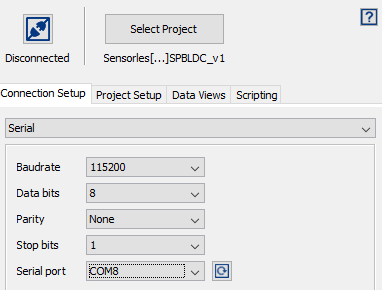 ?
Select Project
Disconnected Sensorles[...]SPBLDC_v1
Connection Setup Project Setup Data Views Scripting
Serial
Baudrate 115200
Data bits 8
Parity None
Stop bits 1
Serial port COM8